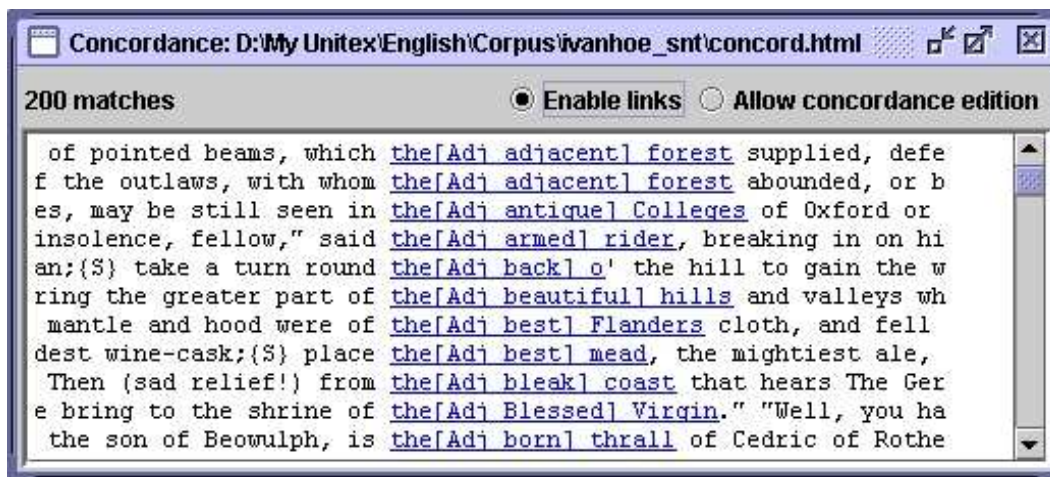 Concordance: D:\My Unitex\English\Corpus\ivanhoe_snt\concord.html
200 matches Enable links Allow concordance edition
of pointed beams, which the[Adj adjacent] forest supplied, defe
f the outlaws, with whom the[Adj adjacent] forest abounded, or b
es, may be still seen in the[Adj antique] Colleges of Oxford or
insolence, fellow,” said the[Adj armed] rider, breaking in on hi
an;{S} take a turn round the[Adj back] o' the hill to gain the w
ring the greater part of the[Adj beautiful] hills and valleys wh
mantle and hood were of the[Adj best] Flanders cloth, and fell
dest wine-cask;{S} place the[Adj best] mead, the mightiest ale,
Then (sad relief!) from the[Adj bleak] coast that hears The Ger
e bring to the shrine of the[Adj Blessed] Virgin.” "Well, you ha
the son of Beowulph, is the[Adj born] thrall of Cedric of Rothe